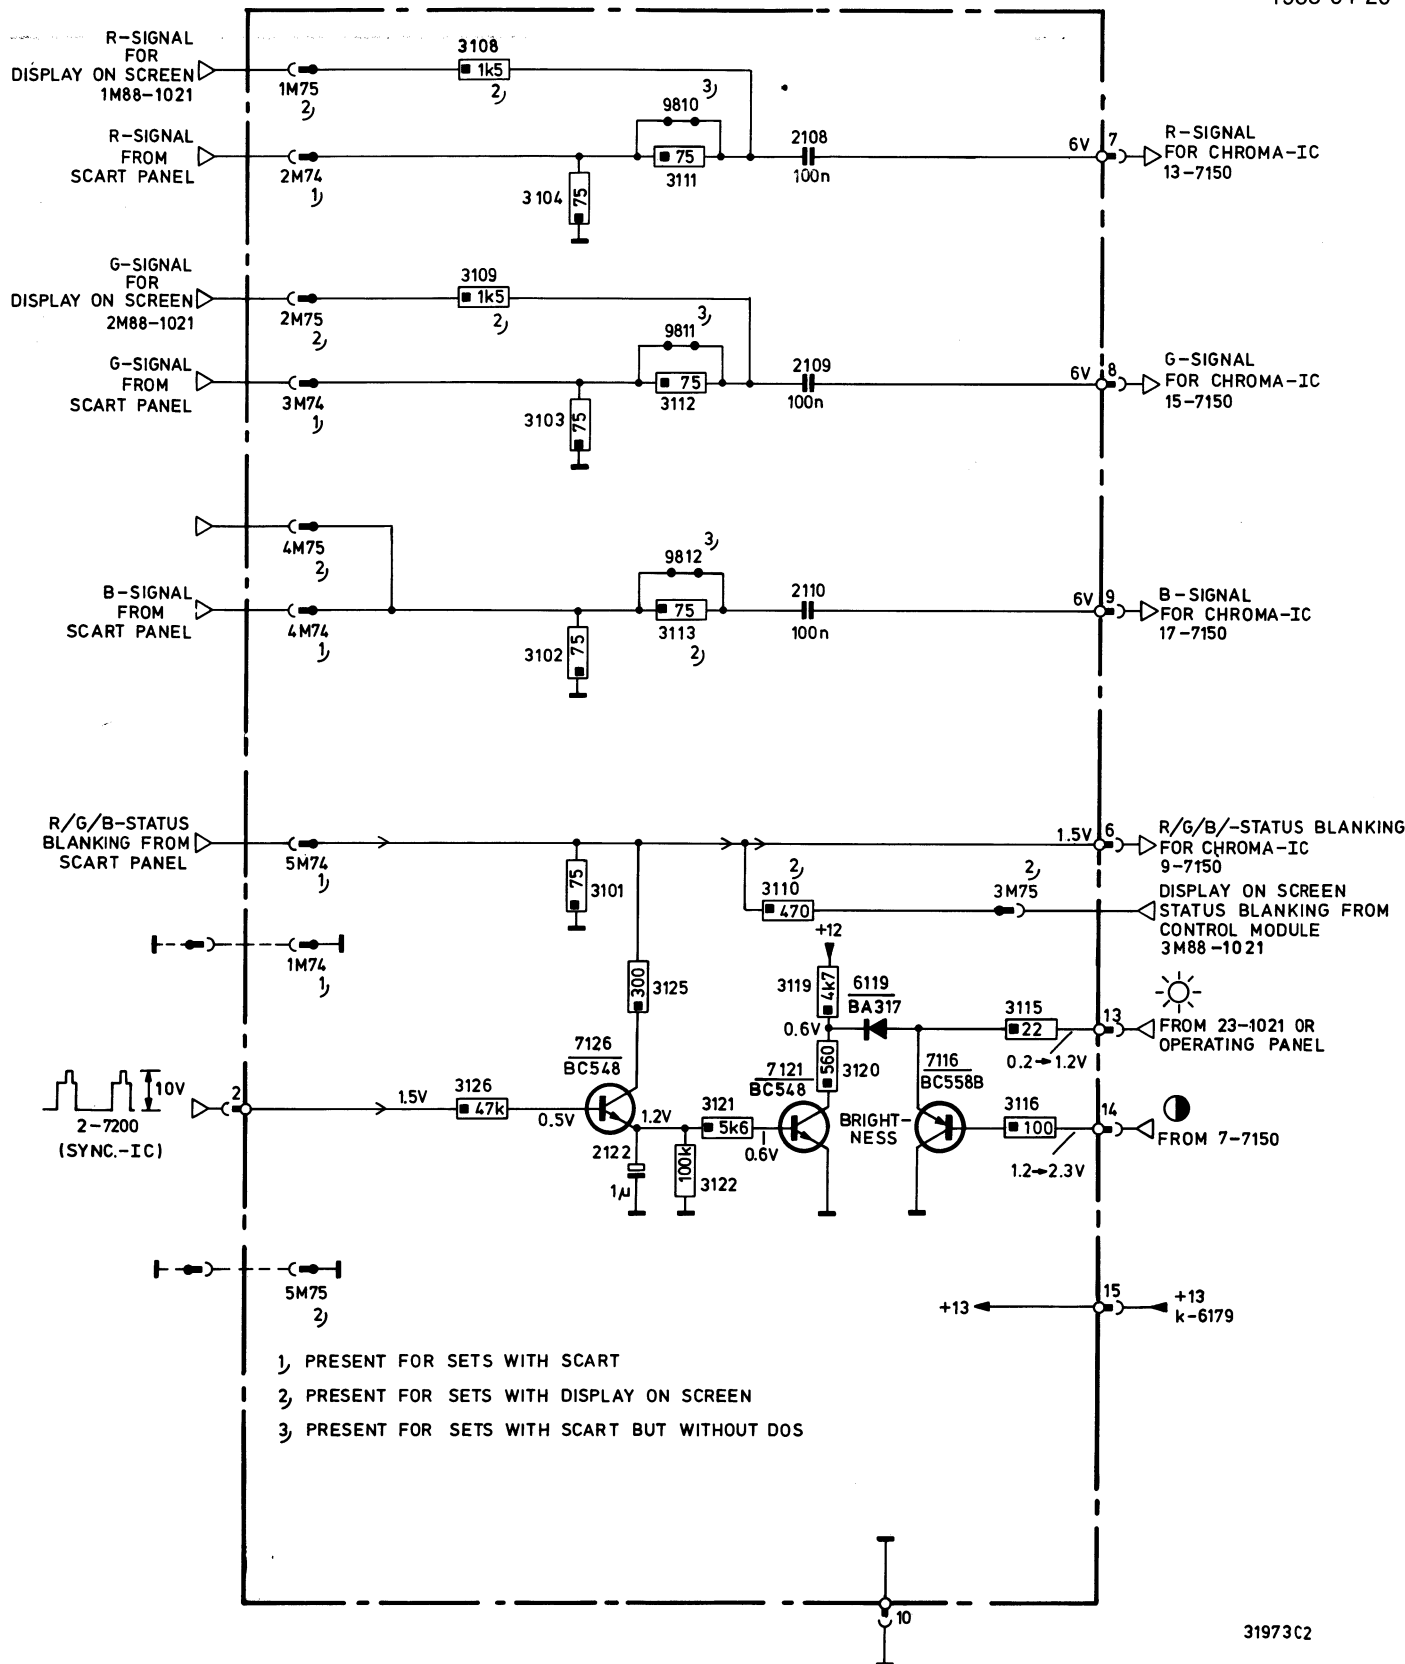 R-SIGNAL
FOR
DISPLAY ON SCREEN
1M88-1021
1M75
2)
3108
1k5
2)
R-SIGNAL
FROM
SCART PANEL
2M74
1)
3104
75
9810
3)
75
3111
2108
100n
6V
7
R-SIGNAL
FOR CHROMA-IC
13-7150
G-SIGNAL
FOR
DISPLAY ON SCREEN
2M88-1021
2M75
2)
3109
1k5
2)
G-SIGNAL
FROM
SCART PANEL
3M74
1)
3103
75
9811
3)
75
3112
2109
100n
6V
8
G-SIGNAL
FOR CHROMA-IC
15-7150
4M75
2)
B-SIGNAL
FROM
SCART PANEL
4M74
1)
3102
75
9812
3)
75
3113
2)
2110
100n
6V
9
B-SIGNAL
FOR CHROMA-IC
17-7150
R/G/B-STATUS
BLANKING FROM
SCART PANEL
5M74
1)
75
3101
1.5V
6
R/G/B/-STATUS BLANKING
FOR CHROMA-IC
9-7150
2)
3110
470
2)
3M75
DISPLAY ON SCREEN
STATUS BLANKING FROM
CONTROL MODULE
3M88-1021
1M74
1)
300
3125
+12
3119
4k7
6119
BA317
0.6V
3115
22
13
0.2→1.2V
FROM 23-1021 OR
OPERATING PANEL
10V
2-7200
(SYNC.-IC)
2
1.5V
3126
47k
0.5V
7126
BC548
1.2V
2122
1µ
100k
3122
3121
5k6
0.6V
7121
BC548
560
3120
BRIGHT-
NESS
7116
BC558B
3116
100
14
1.2→2.3V
FROM 7-7150
5M75
2)
+13
15
+13
k-6179
1) PRESENT FOR SETS WITH SCART
2) PRESENT FOR SETS WITH DISPLAY ON SCREEN
3) PRESENT FOR SETS WITH SCART BUT WITHOUT DOS
10
31973C2